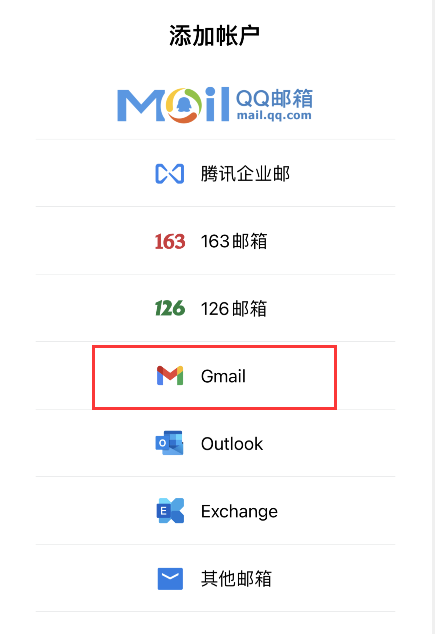 添加帐户
Mail QQ邮箱
mail.qq.com
腾讯企业邮
163 163邮箱
126 126邮箱
Gmail
O Outlook
E Exchange
其他邮箱